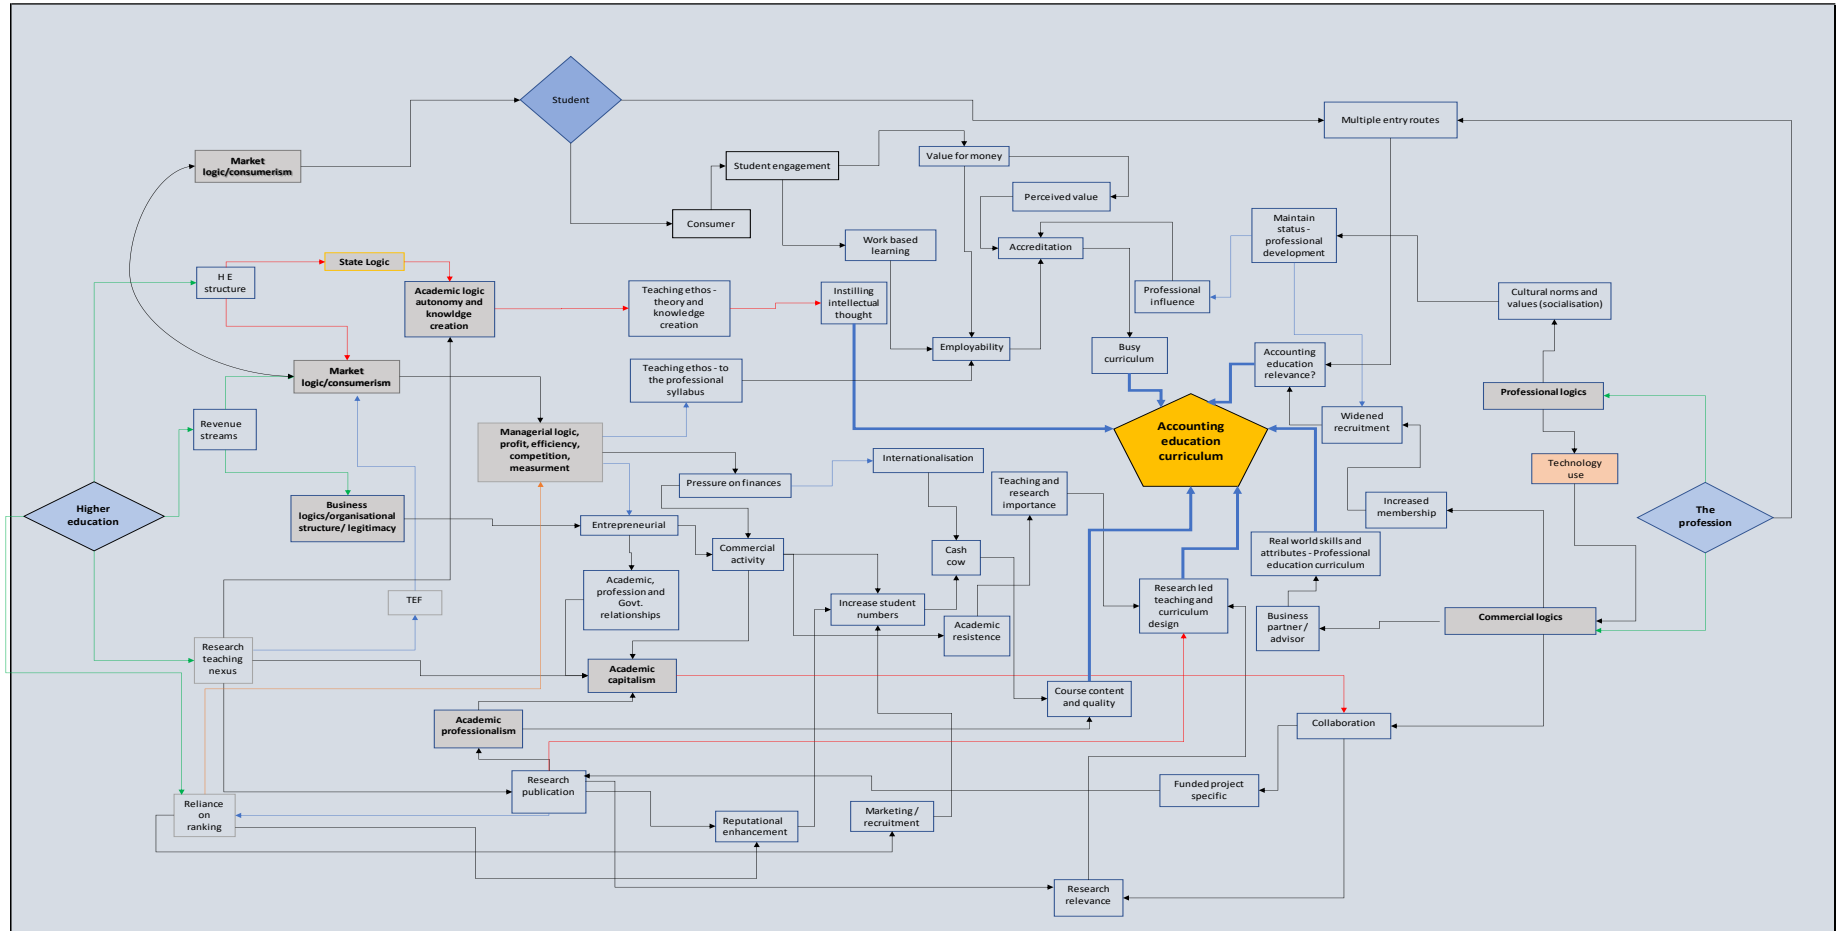 Student
Multiple entry routes
Market
logic/consumerism
Student engagement
Value for money
Perceived value
Consumer
Maintain
status -
professional
development
Work based
learning
Accreditation
State Logic
H E
structure
Academic logic
autonomy and
knowldge
creation
Teaching ethos -
theory and
knowledge
creation
Instilling
intellectual
thought
Professional
influence
Cultural norms and
values (socialisation)
Employability
Busy
curriculum
Accounting
education
relevance?
Market
logic/consumerism
Teaching ethos - to
the professional
syllabus
Professional logics
Revenue
streams
Managerial logic,
profit, efficiency,
competition,
measurment
Accounting
education
curriculum
Widened
recruitment
Internationalisation
Technology
use
Pressure on finances
Teaching and
research
importance
Higher
education
Business
logics/organisational
structure/ legitimacy
Entrepreneurial
Increased
membership
The
profession
Commercial
activity
Cash
cow
Real world skills and
attributes - Professional
education curriculum
Academic,
profession and
Govt.
relationships
TEF
Increase student
numbers
Research led
teaching and
curriculum
design
Academic
resistence
Business
partner /
advisor
Commercial logics
Research
teaching
nexus
Academic
capitalism
Course content
and quality
Academic
professionalism
Collaboration
Research
publication
Funded project
specific
Reliance
on
ranking
Reputational
enhancement
Marketing /
recruitment
Research
relevance